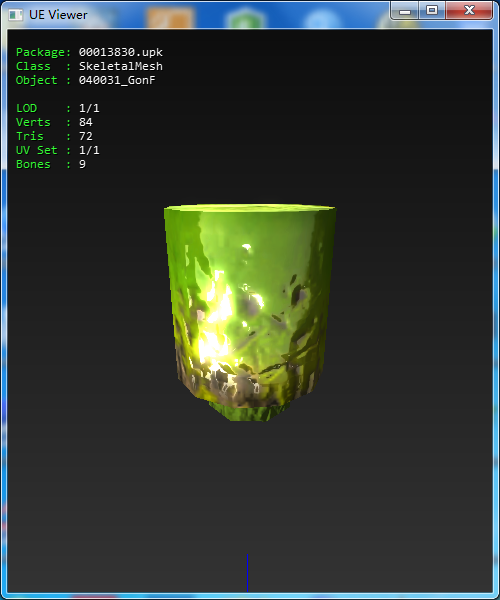 UE Viewer
Package: 00013830.upk
Class : SkeletalMesh
Object : 040031_GonF
LOD : 1/1
Verts : 84
Tris : 72
UV Set : 1/1
Bones : 9